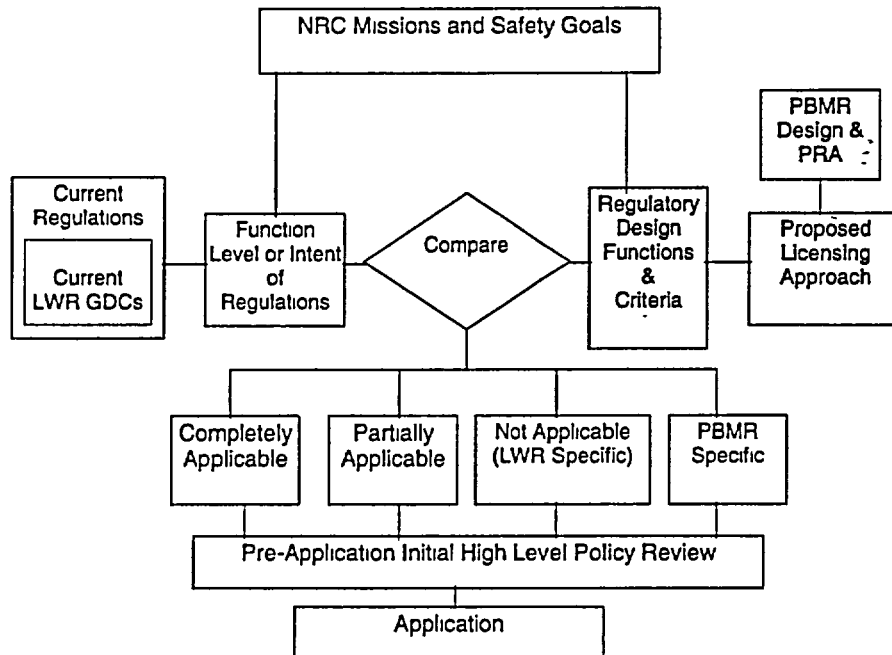 NRC Missions and Safety Goals
PBMR
Design &
PRA
Current
Regulations
Current
LWR GDCs
Function
Level or Intent
of
Regulations
Compare
Regulatory
Design
Functions
&
Criteria
Proposed
Licensing
Approach
Completely
Applicable
Partially
Applicable
Not Applicable
(LWR Specific)
PBMR
Specific
Pre-Application Initial High Level Policy Review
Application